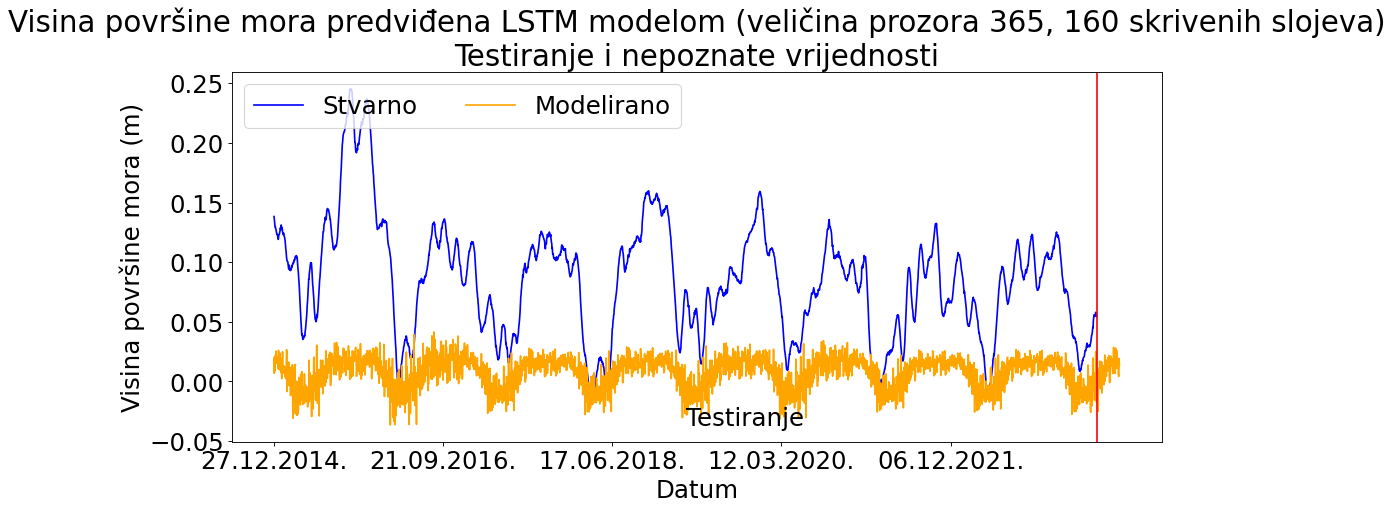 Visina površine mora predviđena LSTM modelom (veličina prozora 365, 160 skrivenih slojeva)
Testiranje i nepoznate vrijednosti
Stvarno
Modelirano
Visina površine mora (m)
0.25
0.20
0.15
0.10
0.05
0.00
−0.05
Testiranje
27.12.2014.
21.09.2016.
17.06.2018.
12.03.2020.
06.12.2021.
Datum